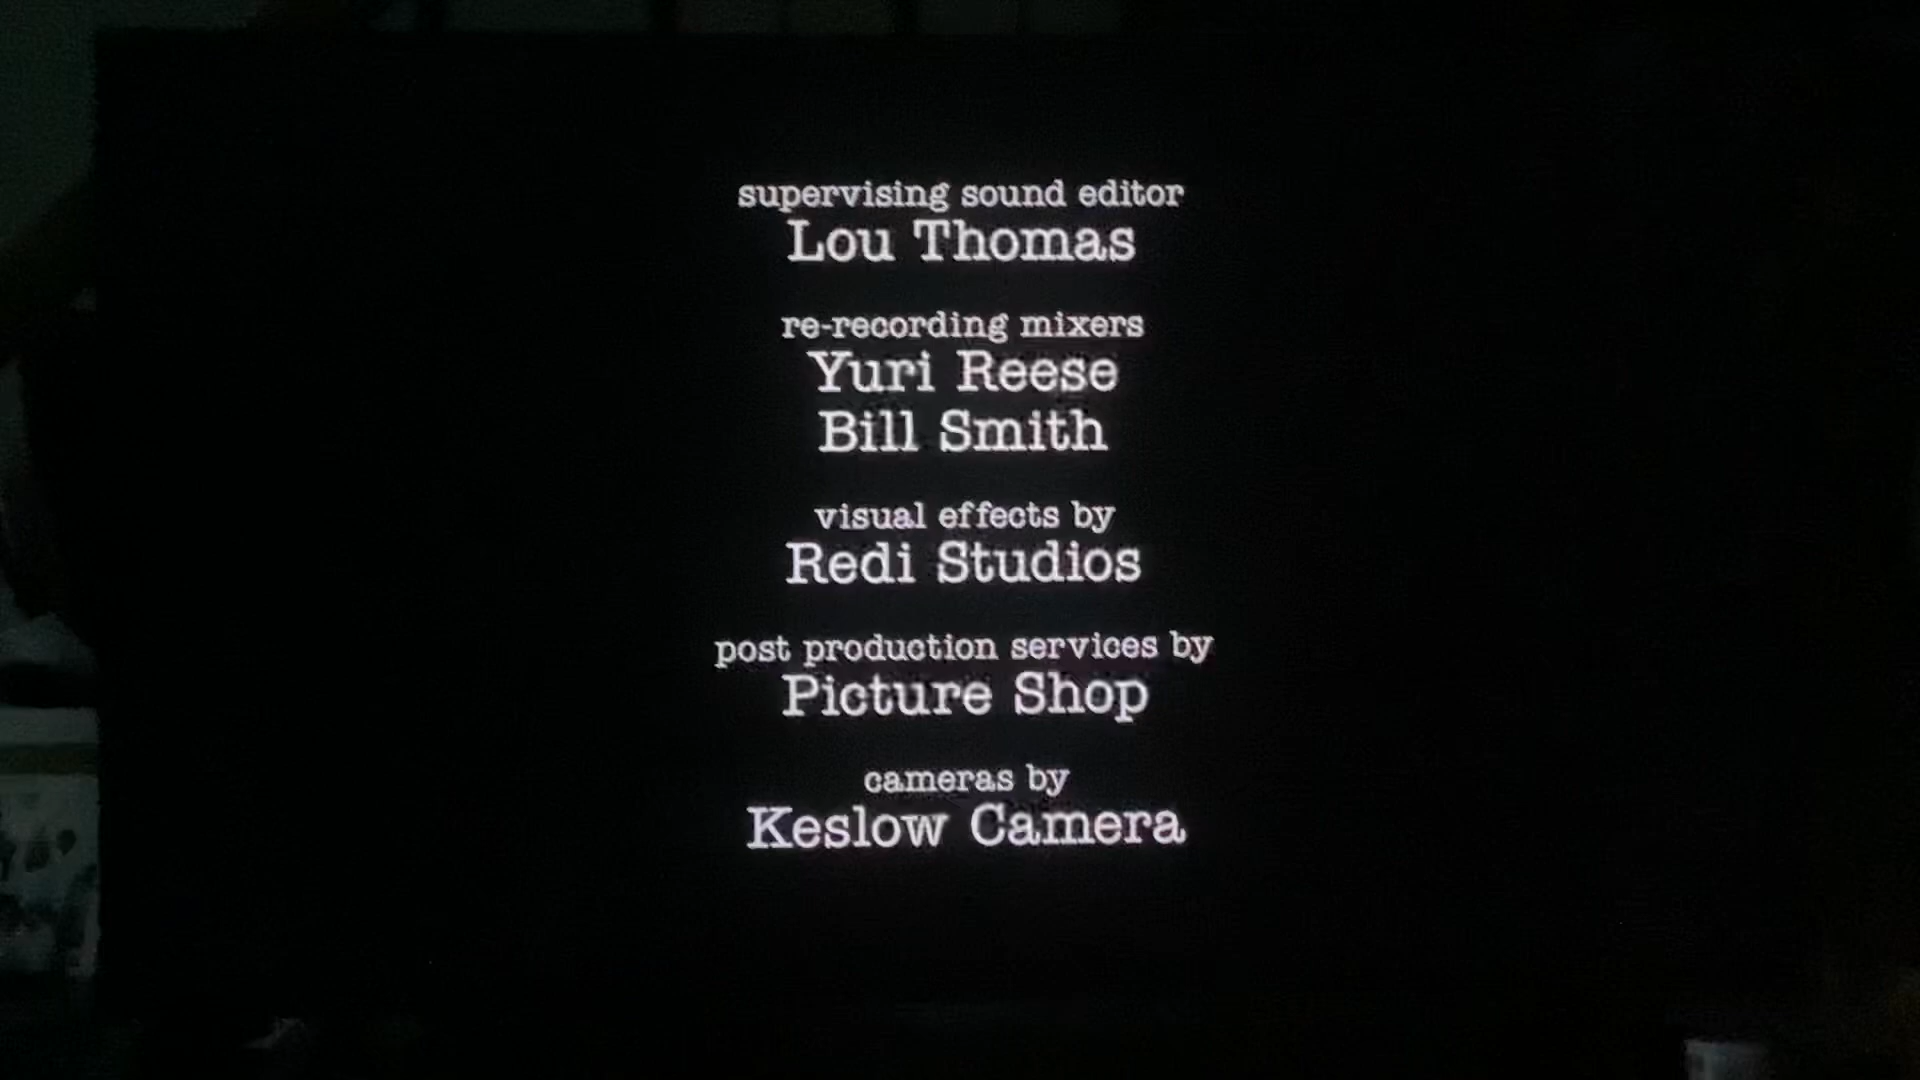 supervising sound editor
Lou Thomas
re-recording mixers
Yuri Reese
Bill Smith
visual effects by
Redi Studios
post production services by
Picture Shop
cameras by
Keslow Camera